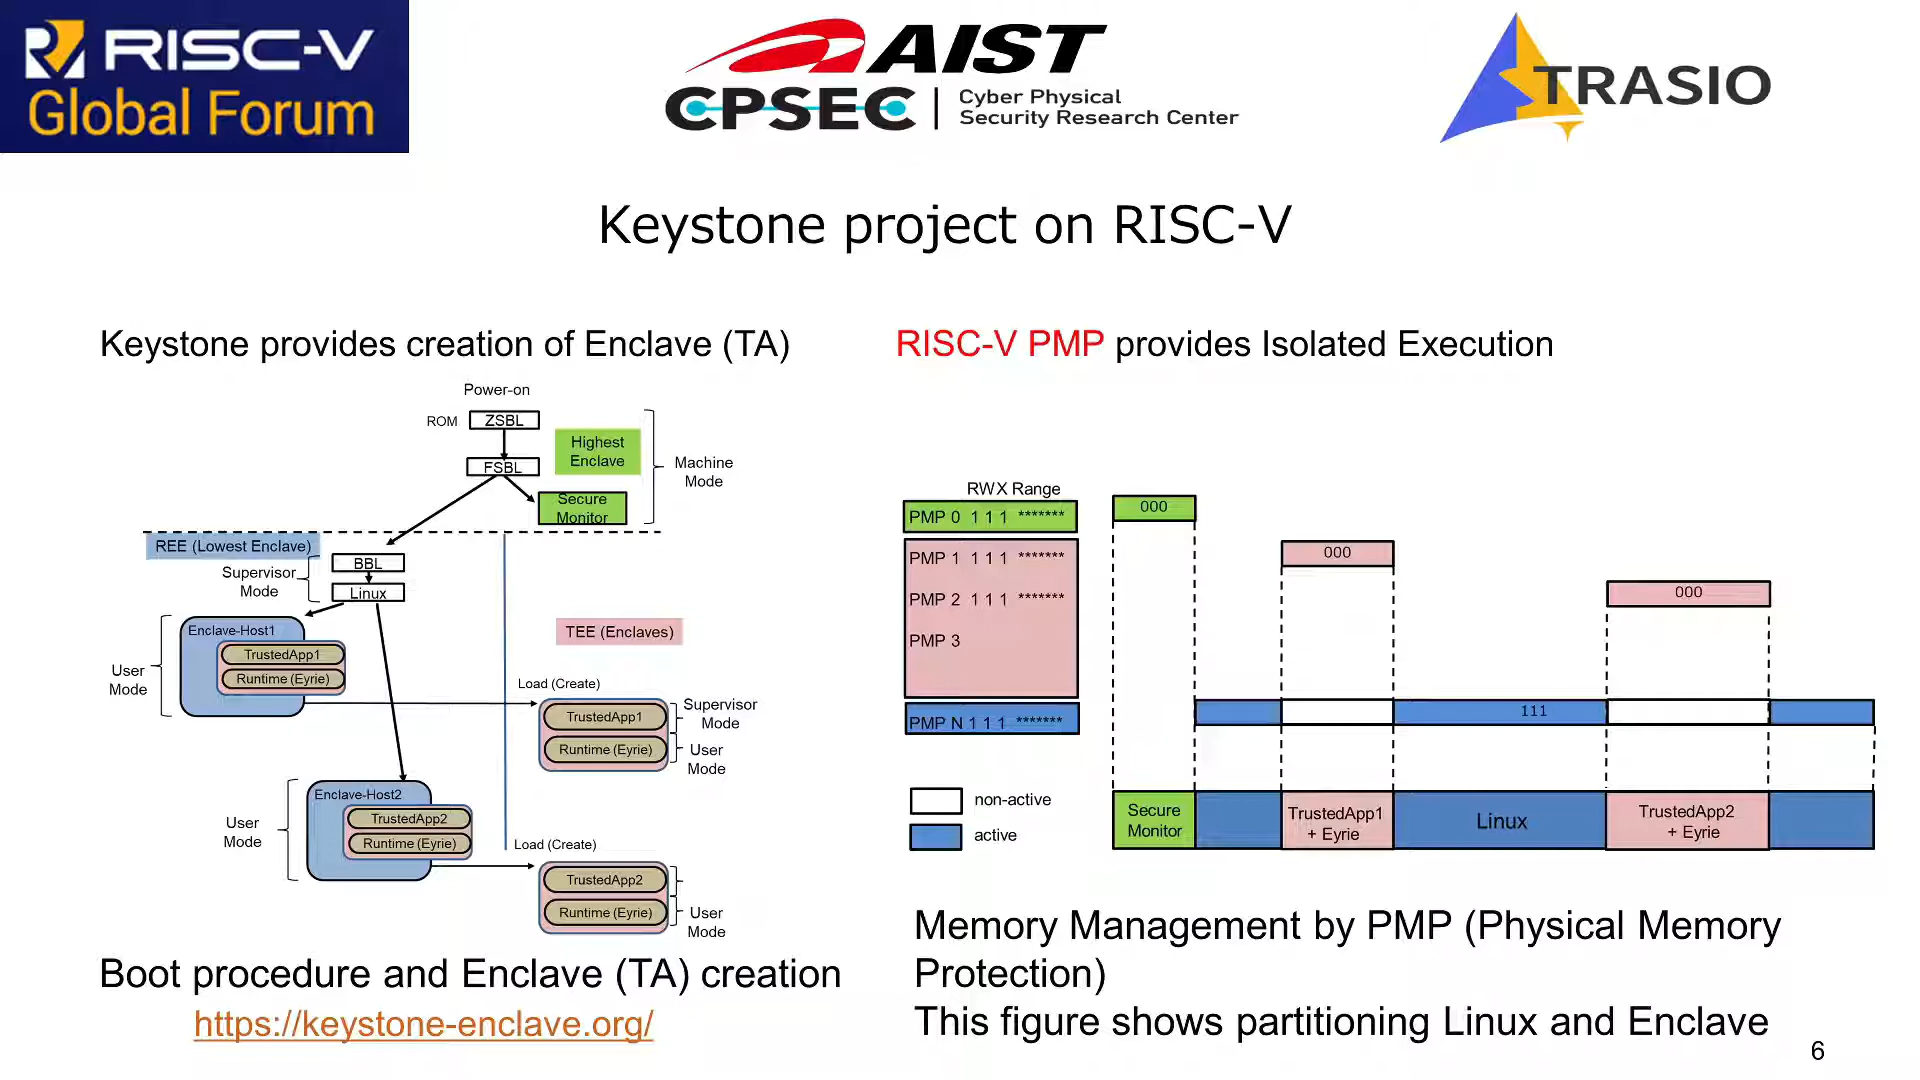 RISC-V
Global Forum
AIST
CPSEC
Cyber Physical
Security Research Center
TRASIO
Keystone project on RISC-V
Keystone provides creation of Enclave (TA)
Power-on
ROM
ZSBL
FSBL
Highest
Enclave
Secure
Monitor
Machine
Mode
REE (Lowest Enclave)
BBL
Supervisor
Mode
Linux
Enclave-Host1
TrustedApp1
Runtime (Eyrie)
User
Mode
TEE (Enclaves)
Load (Create)
TrustedApp1
Runtime (Eyrie)
Supervisor
Mode
User
Mode
Enclave-Host2
TrustedApp2
Runtime (Eyrie)
User
Mode
Load (Create)
TrustedApp2
Runtime (Eyrie)
User
Mode
Boot procedure and Enclave (TA) creation
https://keystone-enclave.org/
RISC-V PMP provides Isolated Execution
RWX Range
PMP 0 1 1 1 *******
PMP 1 1 1 1 *******
PMP 2 1 1 1 *******
PMP 3
PMP N 1 1 1 *******
000
000
000
111
non-active
active
Secure
Monitor
TrustedApp1
+ Eyrie
Linux
TrustedApp2
+ Eyrie
Memory Management by PMP (Physical Memory
Protection)
This figure shows partitioning Linux and Enclave
6